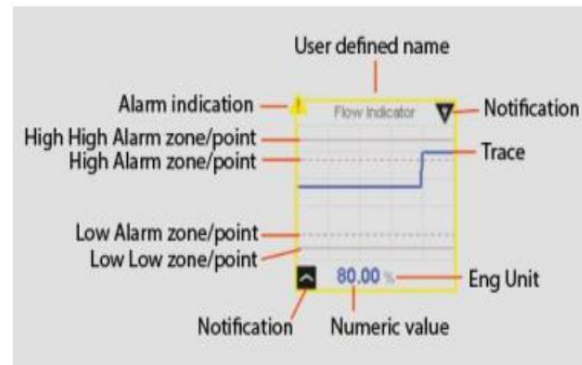 User defined name
Alarm indication
Flow Indicator
Notification
High High Alarm zone/point
High Alarm zone/point
Trace
Low Alarm zone/point
Low Low zone/point
80.00 %
Eng Unit
Notification
Numeric value